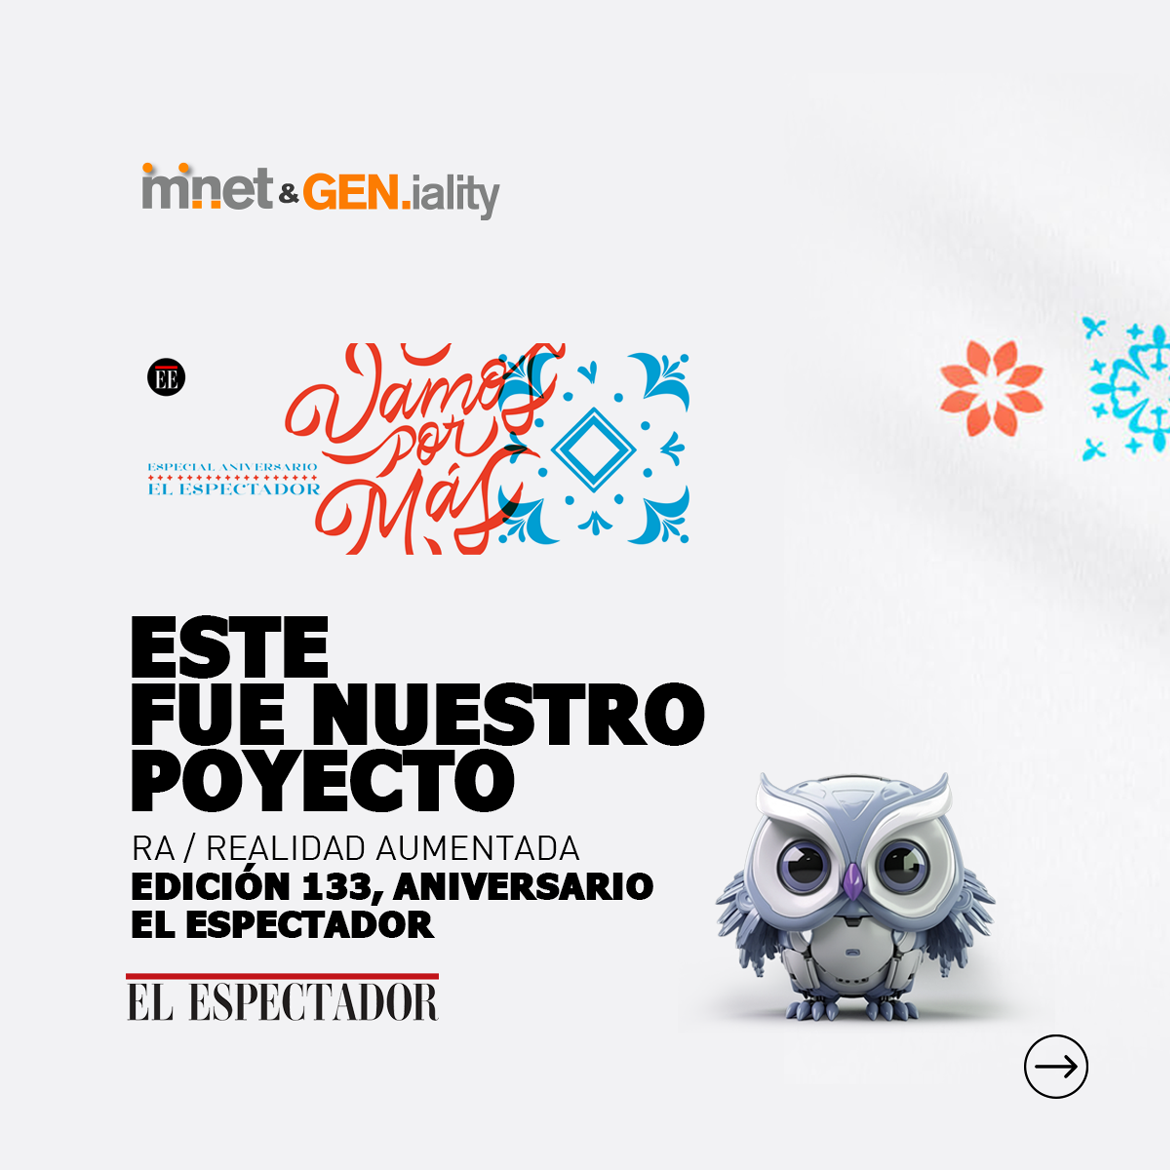 iminet & GEN.iality
EE
Vamos
por
Más
ESPECIAL ANIVERSARIO
EL ESPECTADOR
ESTE
FUE NUESTRO
POYECTO
RA / REALIDAD AUMENTADA
EDICIÓN 133, ANIVERSARIO
EL ESPECTADOR
EL ESPECTADOR